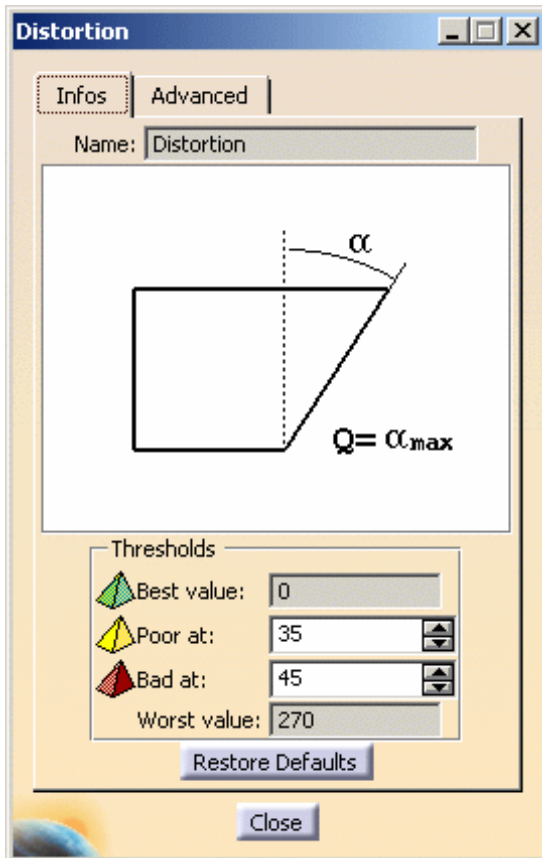 Distortion
Infos Advanced
Name: Distortion
α
Q= αmax
Thresholds
Best value: 0
Poor at: 35
Bad at: 45
Worst value: 270
Restore Defaults
Close